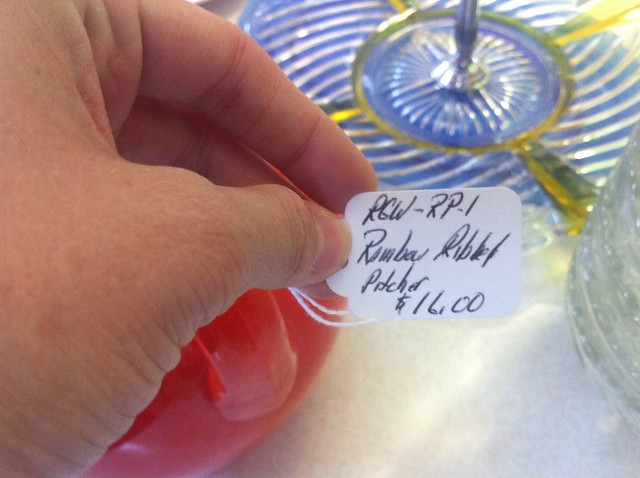 RGW-RP-1
Rainbow Ribbed
Pitcher
$16.00